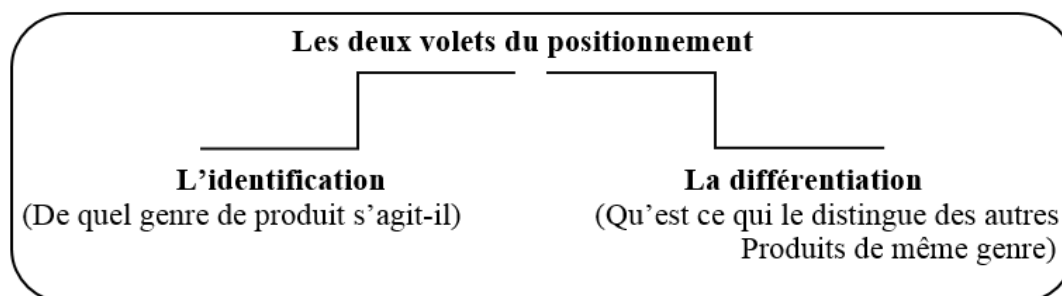 Les deux volets du positionnement
L’identification
(De quel genre de produit s’agit-il)
La différentiation
(Qu’est ce qui le distingue des autres
Produits de même genre)